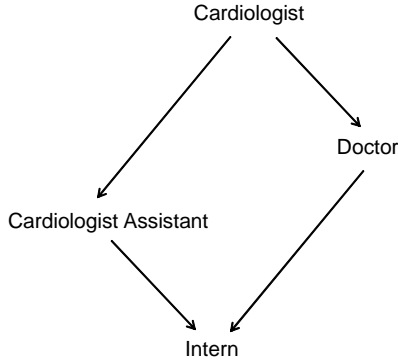 Cardiologist
Doctor
Cardiologist Assistant
Intern